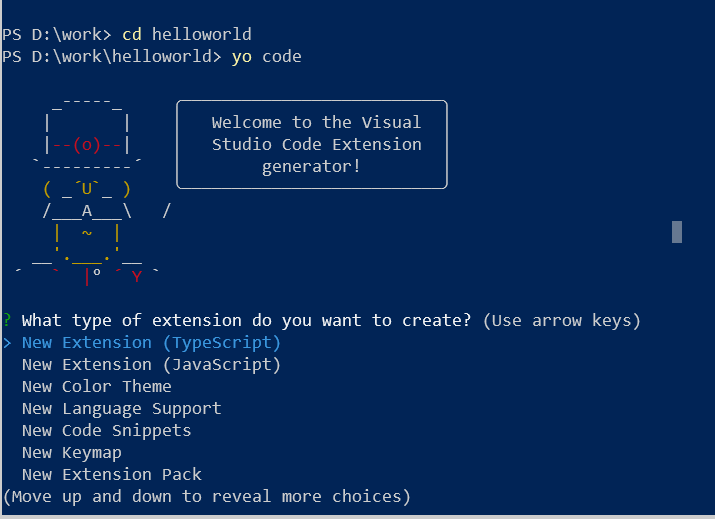 PS D:\work> cd helloworld
PS D:\work\helloworld> yo code
Welcome to the Visual
Studio Code Extension
generator!
? What type of extension do you want to create? (Use arrow keys)
> New Extension (TypeScript)
New Extension (JavaScript)
New Color Theme
New Language Support
New Code Snippets
New Keymap
New Extension Pack
(Move up and down to reveal more choices)